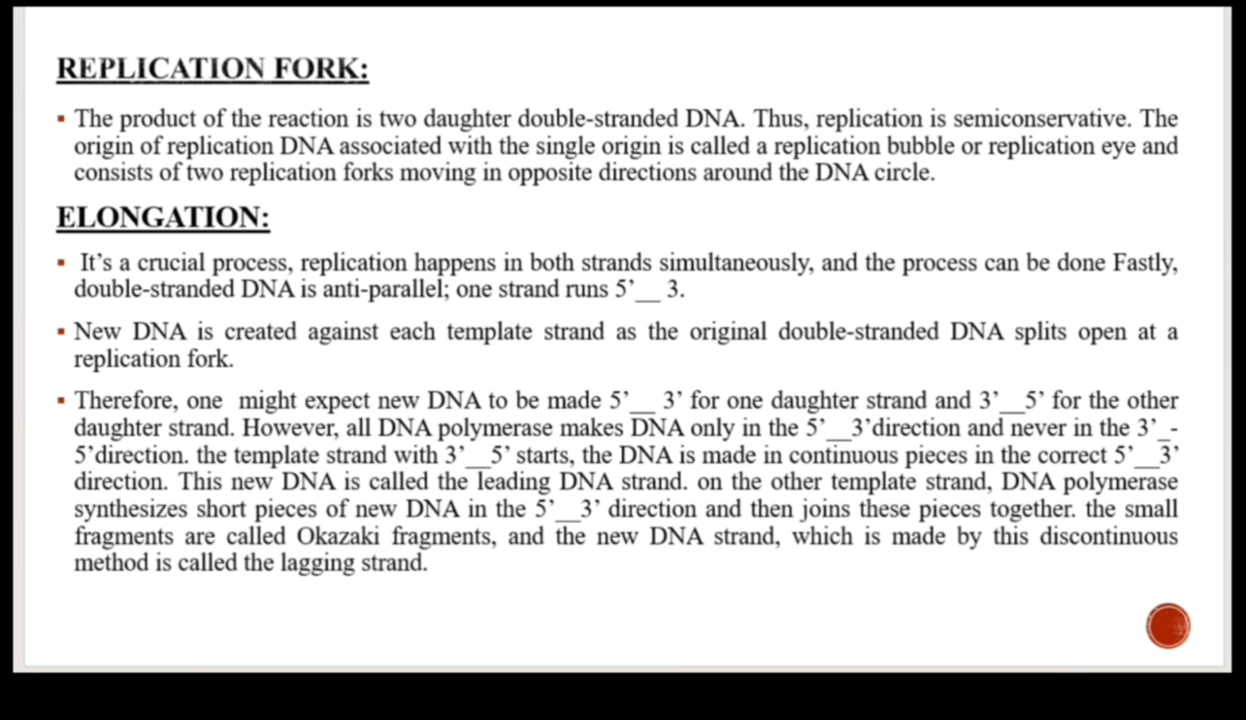 REPLICATION FORK:
▪ The product of the reaction is two daughter double-stranded DNA. Thus, replication is semiconservative. The
origin of replication DNA associated with the single origin is called a replication bubble or replication eye and
consists of two replication forks moving in opposite directions around the DNA circle.
ELONGATION:
▪ It’s a crucial process, replication happens in both strands simultaneously, and the process can be done Fastly,
double-stranded DNA is anti-parallel; one strand runs 5’__ 3.
▪ New DNA is created against each template strand as the original double-stranded DNA splits open at a
replication fork.
▪ Therefore, one might expect new DNA to be made 5’__ 3’ for one daughter strand and 3’__5’ for the other
daughter strand. However, all DNA polymerase makes DNA only in the 5’__3’direction and never in the 3’_-
5’direction. the template strand with 3’__5’ starts, the DNA is made in continuous pieces in the correct 5’__3’
direction. This new DNA is called the leading DNA strand. on the other template strand, DNA polymerase
synthesizes short pieces of new DNA in the 5’__3’ direction and then joins these pieces together. the small
fragments are called Okazaki fragments, and the new DNA strand, which is made by this discontinuous
method is called the lagging strand.